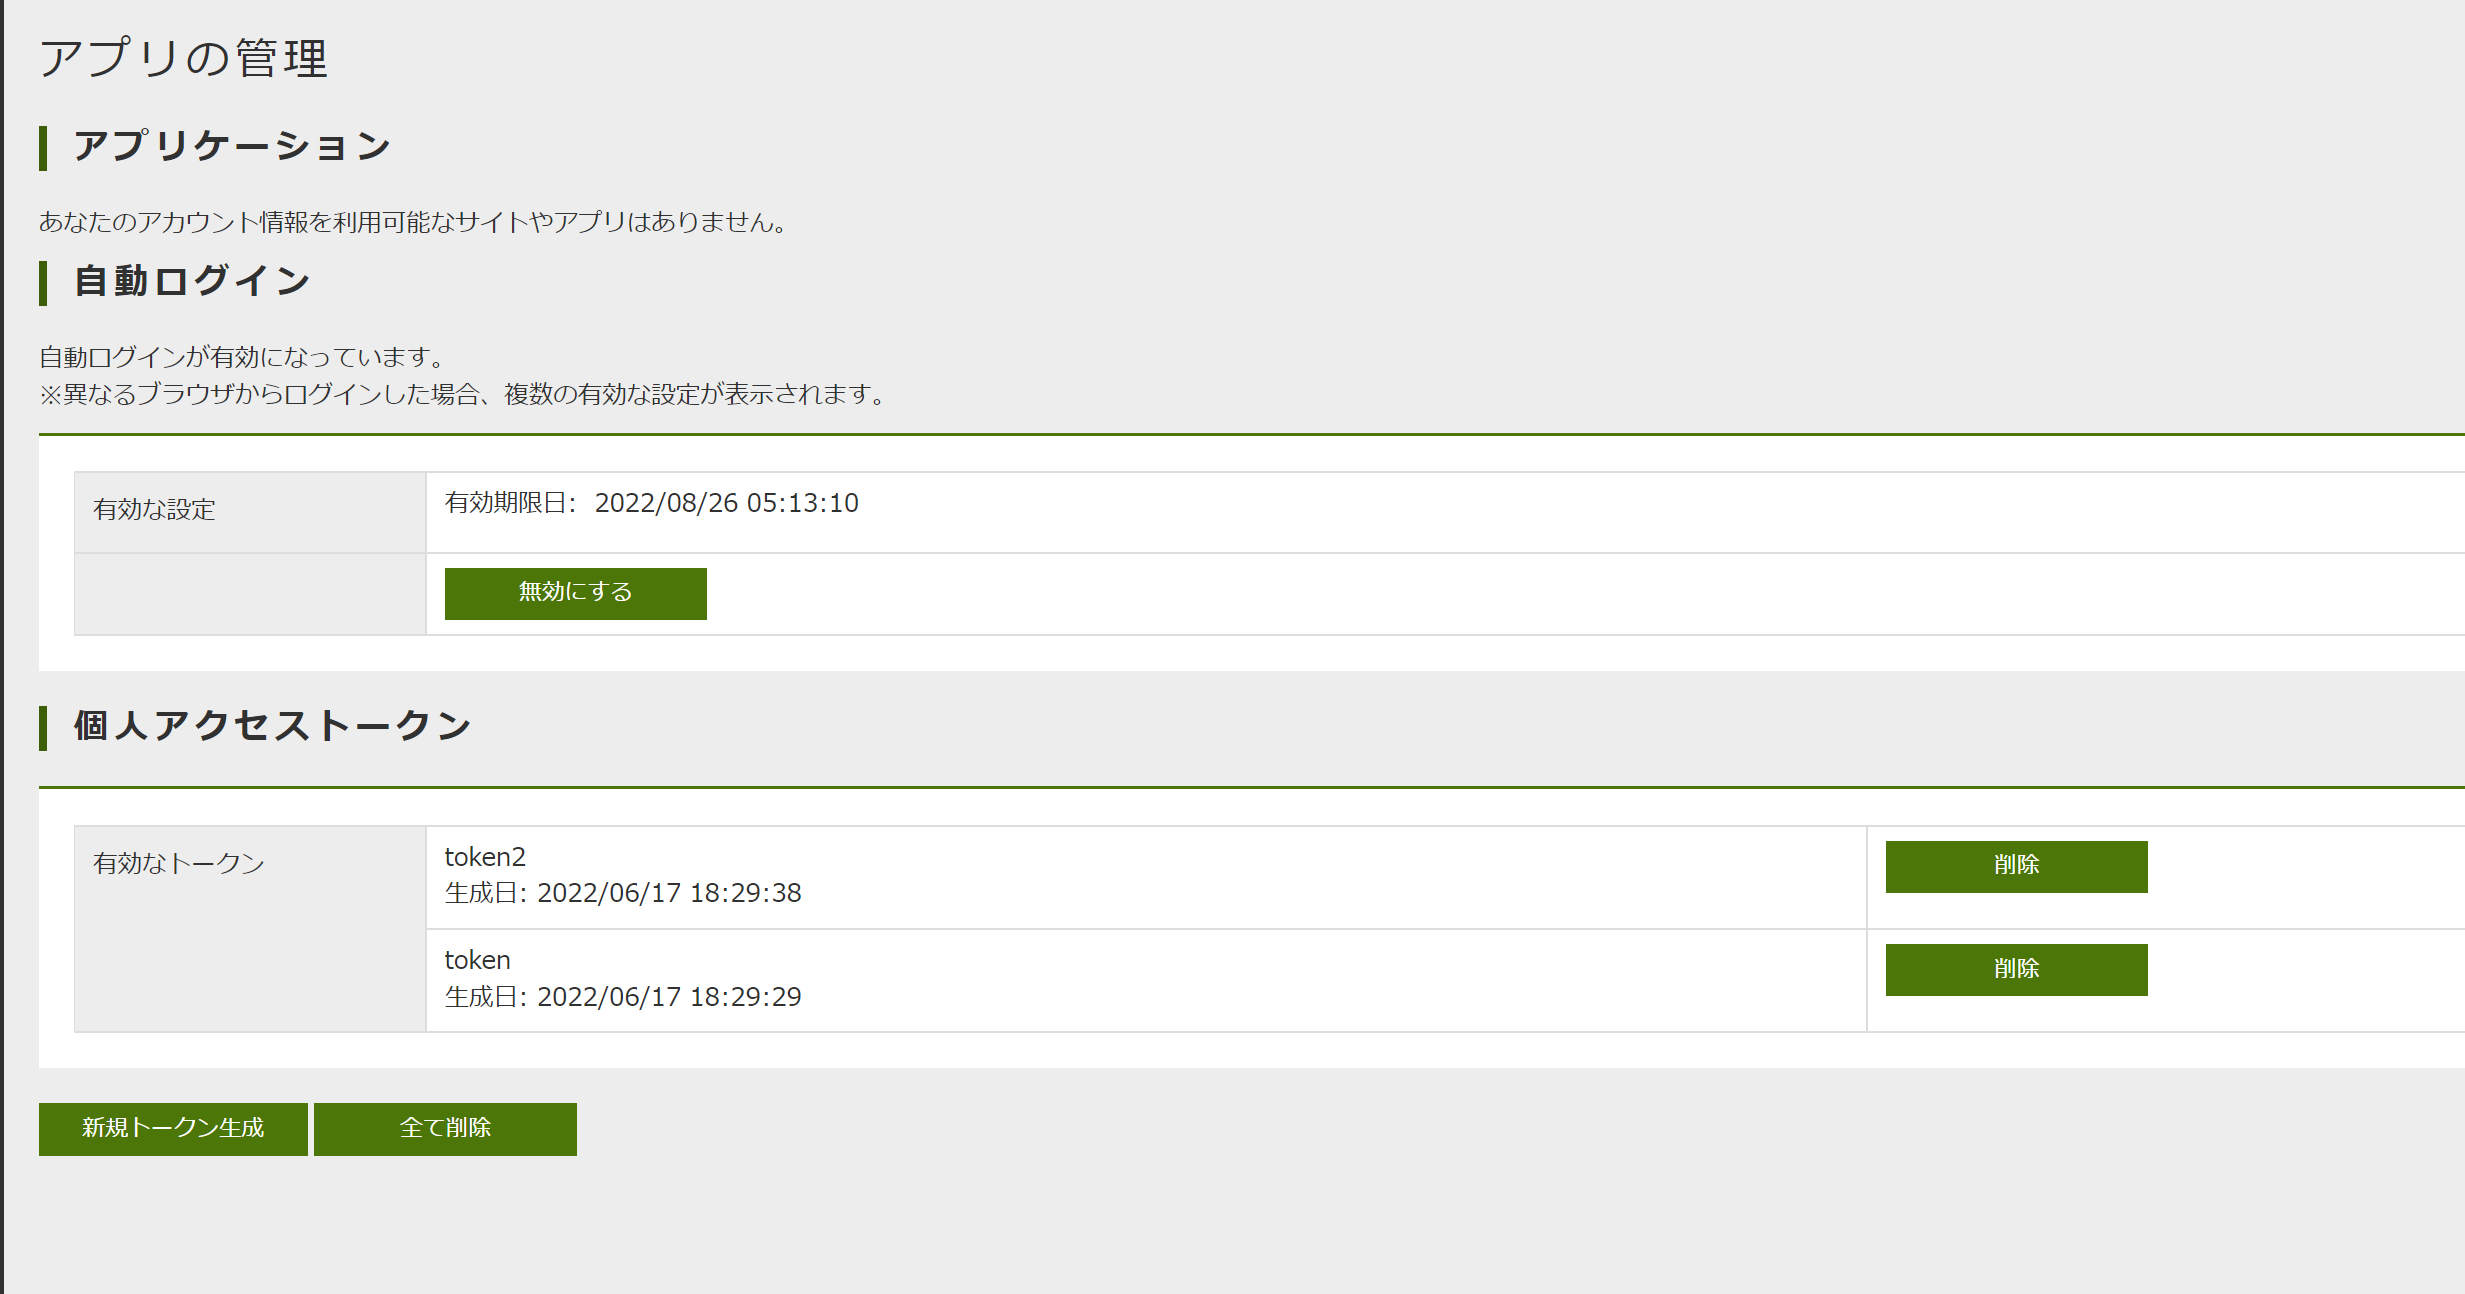 アプリの管理
アプリケーション
あなたのアカウント情報を利用可能なサイトやアプリはありません。
自動ログイン
自動ログインが有効になっています。
※異なるブラウザからログインした場合、複数の有効な設定が表示されます。
有効な設定
有効期限日: 2022/08/26 05:13:10
無効にする
個人アクセストークン
有効なトークン
token2
生成日: 2022/06/17 18:29:38
削除
token
生成日: 2022/06/17 18:29:29
削除
新規トークン生成
全て削除